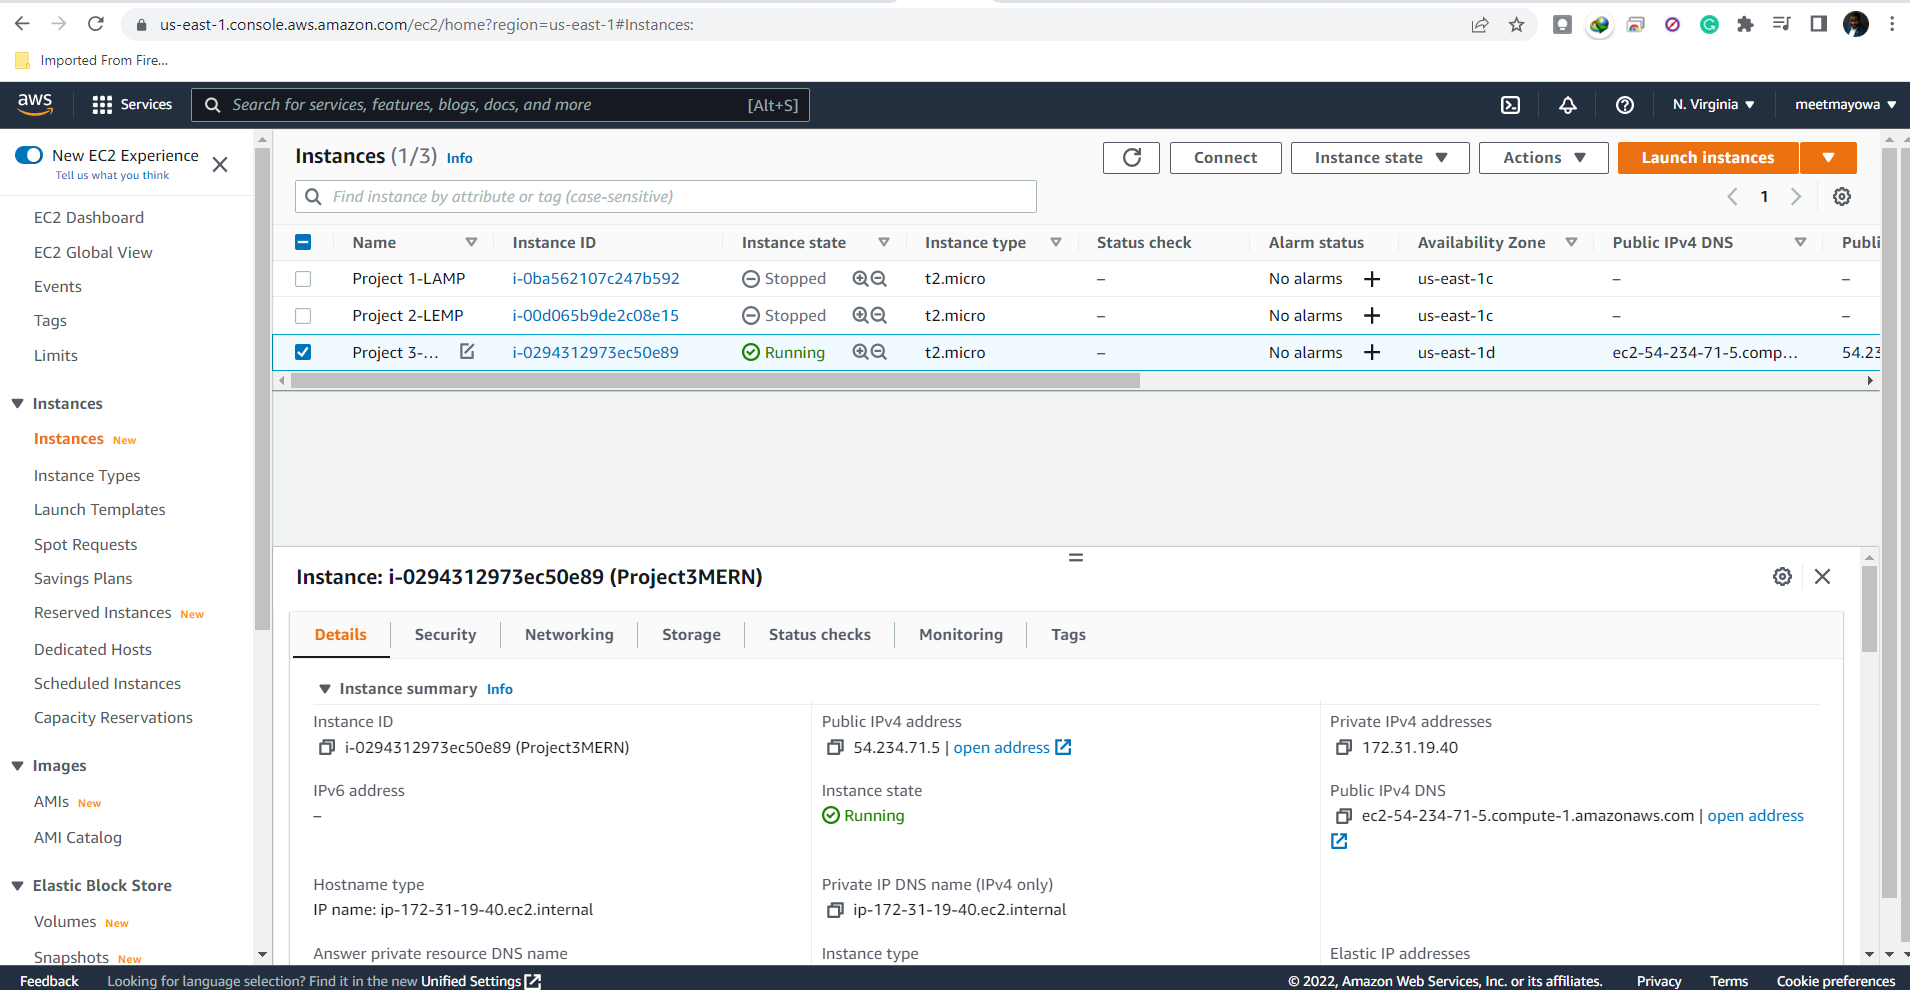 us-east-1.console.aws.amazon.com/ec2/home?region=us-east-1#Instances:
Imported From Fire...
aws
Services
Search for services, features, blogs, docs, and more [Alt+S]
N. Virginia
meetmayowa
New EC2 Experience
Tell us what you think
EC2 Dashboard
EC2 Global View
Events
Tags
Limits
Instances
Instances New
Instance Types
Launch Templates
Spot Requests
Savings Plans
Reserved Instances New
Dedicated Hosts
Scheduled Instances
Capacity Reservations
Images
AMIs New
AMI Catalog
Elastic Block Store
Volumes New
Snapshots New
Instances (1/3) Info
Connect
Instance state
Actions
Launch instances
Find instance by attribute or tag (case-sensitive)
1
Name Instance ID Instance state Instance type Status check Alarm status Availability Zone Public IPv4 DNS Publi
Project 1-LAMP i-0ba562107c247b592 Stopped t2.micro – No alarms + us-east-1c – –
Project 2-LEMP i-00d065b9de2c08e15 Stopped t2.micro – No alarms + us-east-1c – –
Project 3-... i-0294312973ec50e89 Running t2.micro – No alarms + us-east-1d ec2-54-234-71-5.comp... 54.23
Instance: i-0294312973ec50e89 (Project3MERN)
Details Security Networking Storage Status checks Monitoring Tags
Instance summary Info
Instance ID
i-0294312973ec50e89 (Project3MERN)
Public IPv4 address
54.234.71.5 | open address
Private IPv4 addresses
172.31.19.40
IPv6 address
–
Instance state
Running
Public IPv4 DNS
ec2-54-234-71-5.compute-1.amazonaws.com | open address
Hostname type
IP name: ip-172-31-19-40.ec2.internal
Private IP DNS name (IPv4 only)
ip-172-31-19-40.ec2.internal
Answer private resource DNS name
Instance type
Elastic IP addresses
Feedback
Looking for language selection? Find it in the new Unified Settings
© 2022, Amazon Web Services, Inc. or its affiliates.
Privacy
Terms
Cookie preferences